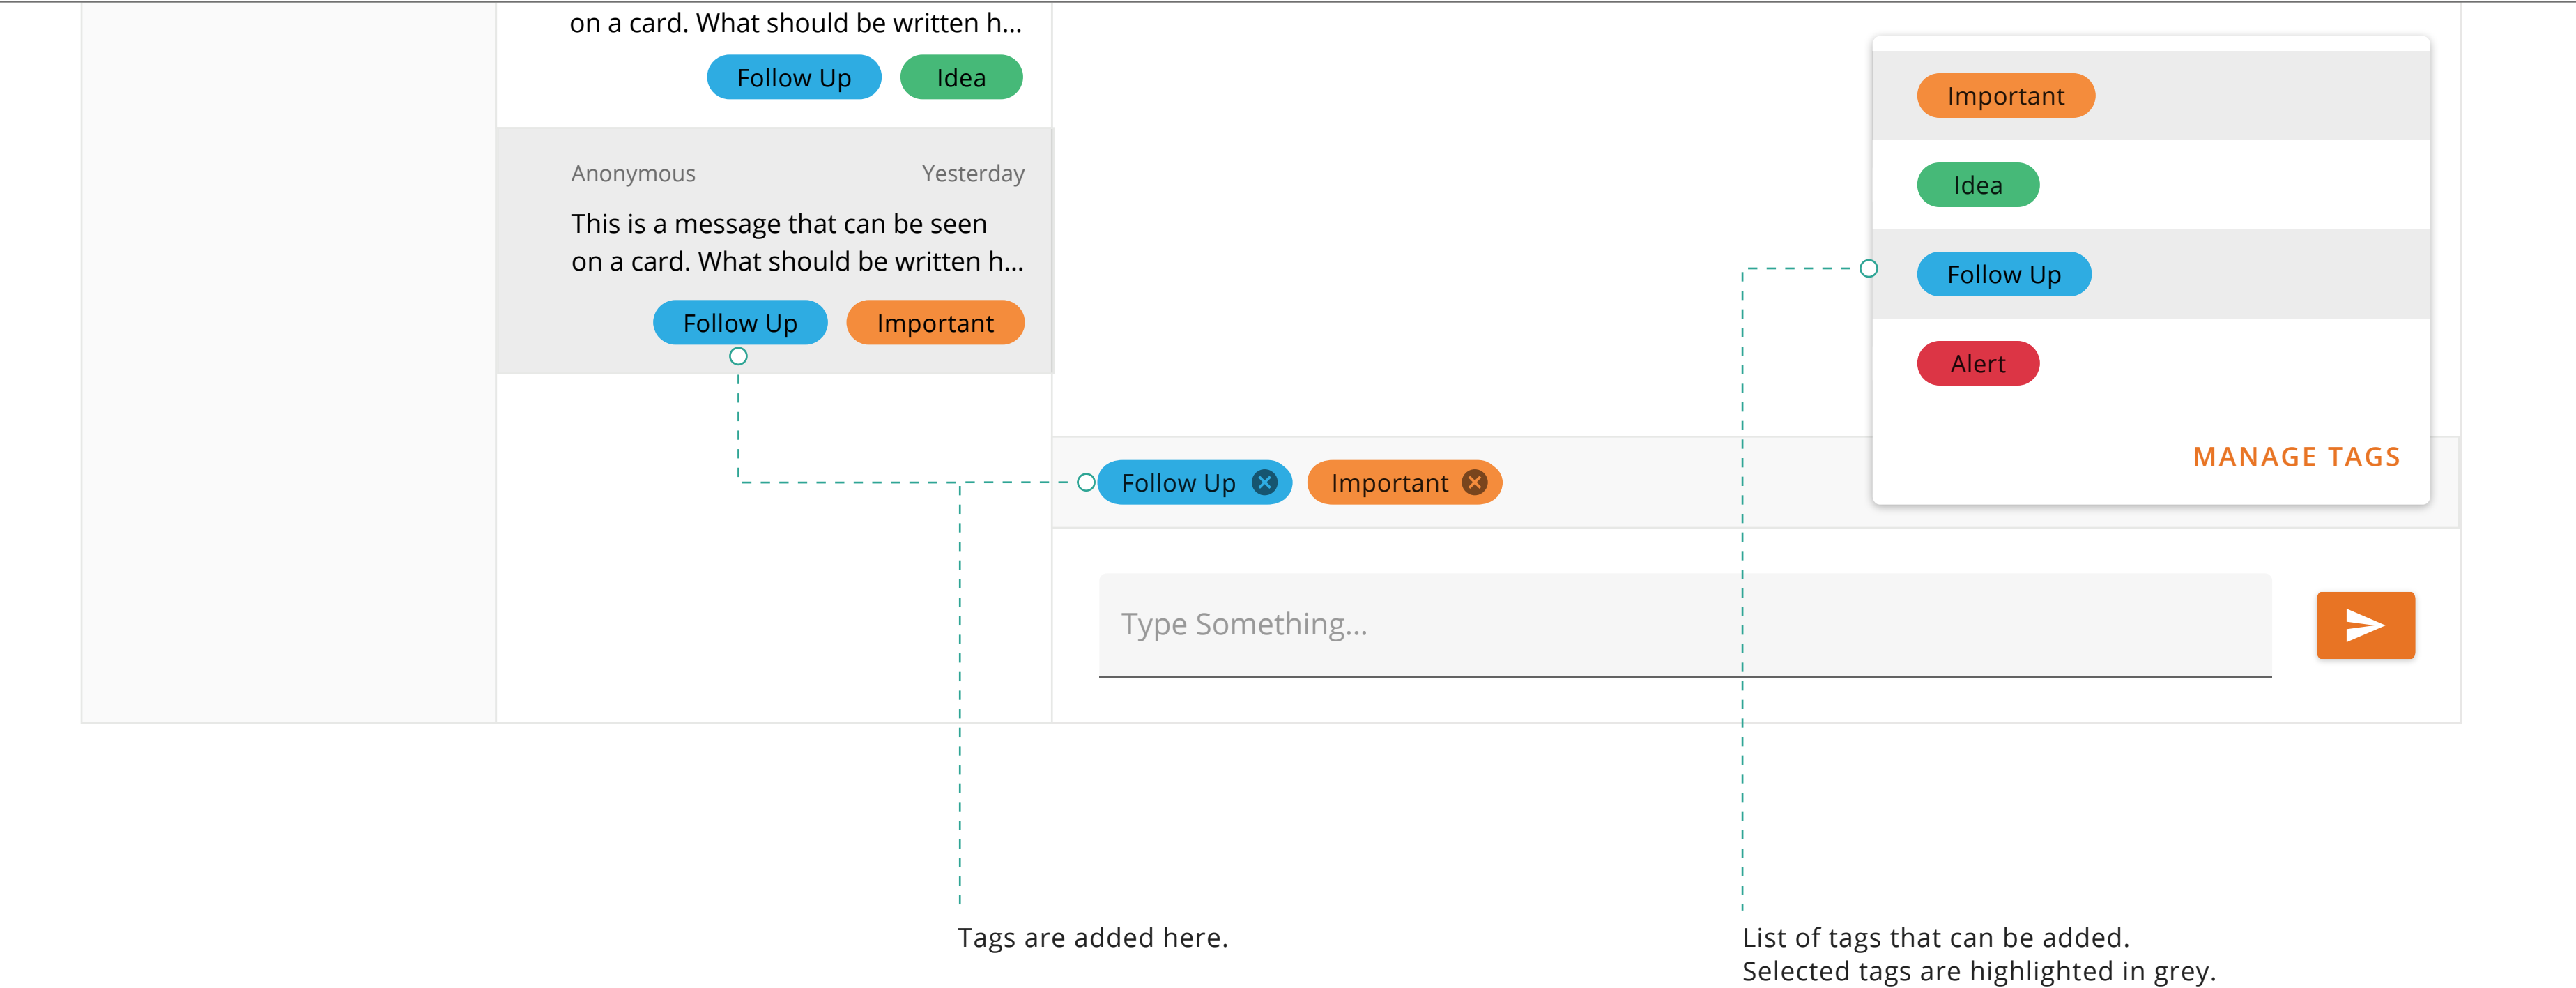 on a card. What should be written h...
Follow Up Idea
Anonymous Yesterday
This is a message that can be seen
on a card. What should be written h...
Follow Up Important
Important
Idea
Follow Up
Alert
MANAGE TAGS
Follow Up Important
Type Something...
Tags are added here.
List of tags that can be added.
Selected tags are highlighted in grey.